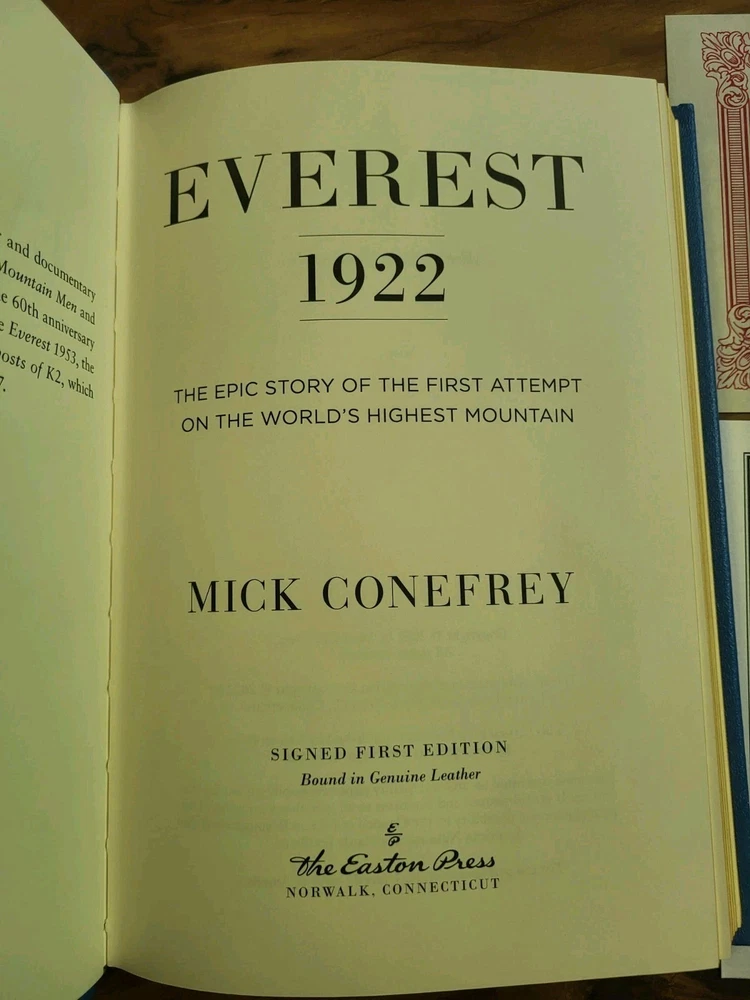 and documentary
Mountain Men and
60th anniversary
Everest 1953, the
of K2, which
EVEREST
1922
THE EPIC STORY OF THE FIRST ATTEMPT
ON THE WORLD'S HIGHEST MOUNTAIN
MICK CONEFREY
SIGNED FIRST EDITION
Bound in Genuine Leather
E/P
The Easton Press
NORWALK, CONNECTICUT